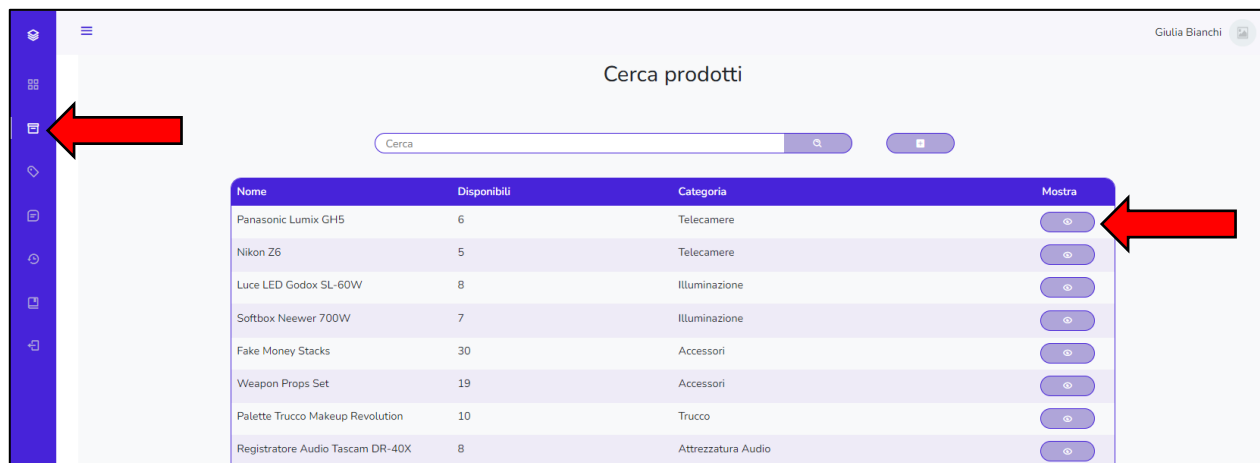 Giulia Bianchi
Cerca prodotti
Cerca
Nome Disponibili Categoria Mostra
Panasonic Lumix GH5 6 Telecamere
Nikon Z6 5 Telecamere
Luce LED Godox SL-60W 8 Illuminazione
Softbox Neewer 700W 7 Illuminazione
Fake Money Stacks 30 Accessori
Weapon Props Set 19 Accessori
Palette Trucco Makeup Revolution 10 Trucco
Registratore Audio Tascam DR-40X 8 Attrezzatura Audio